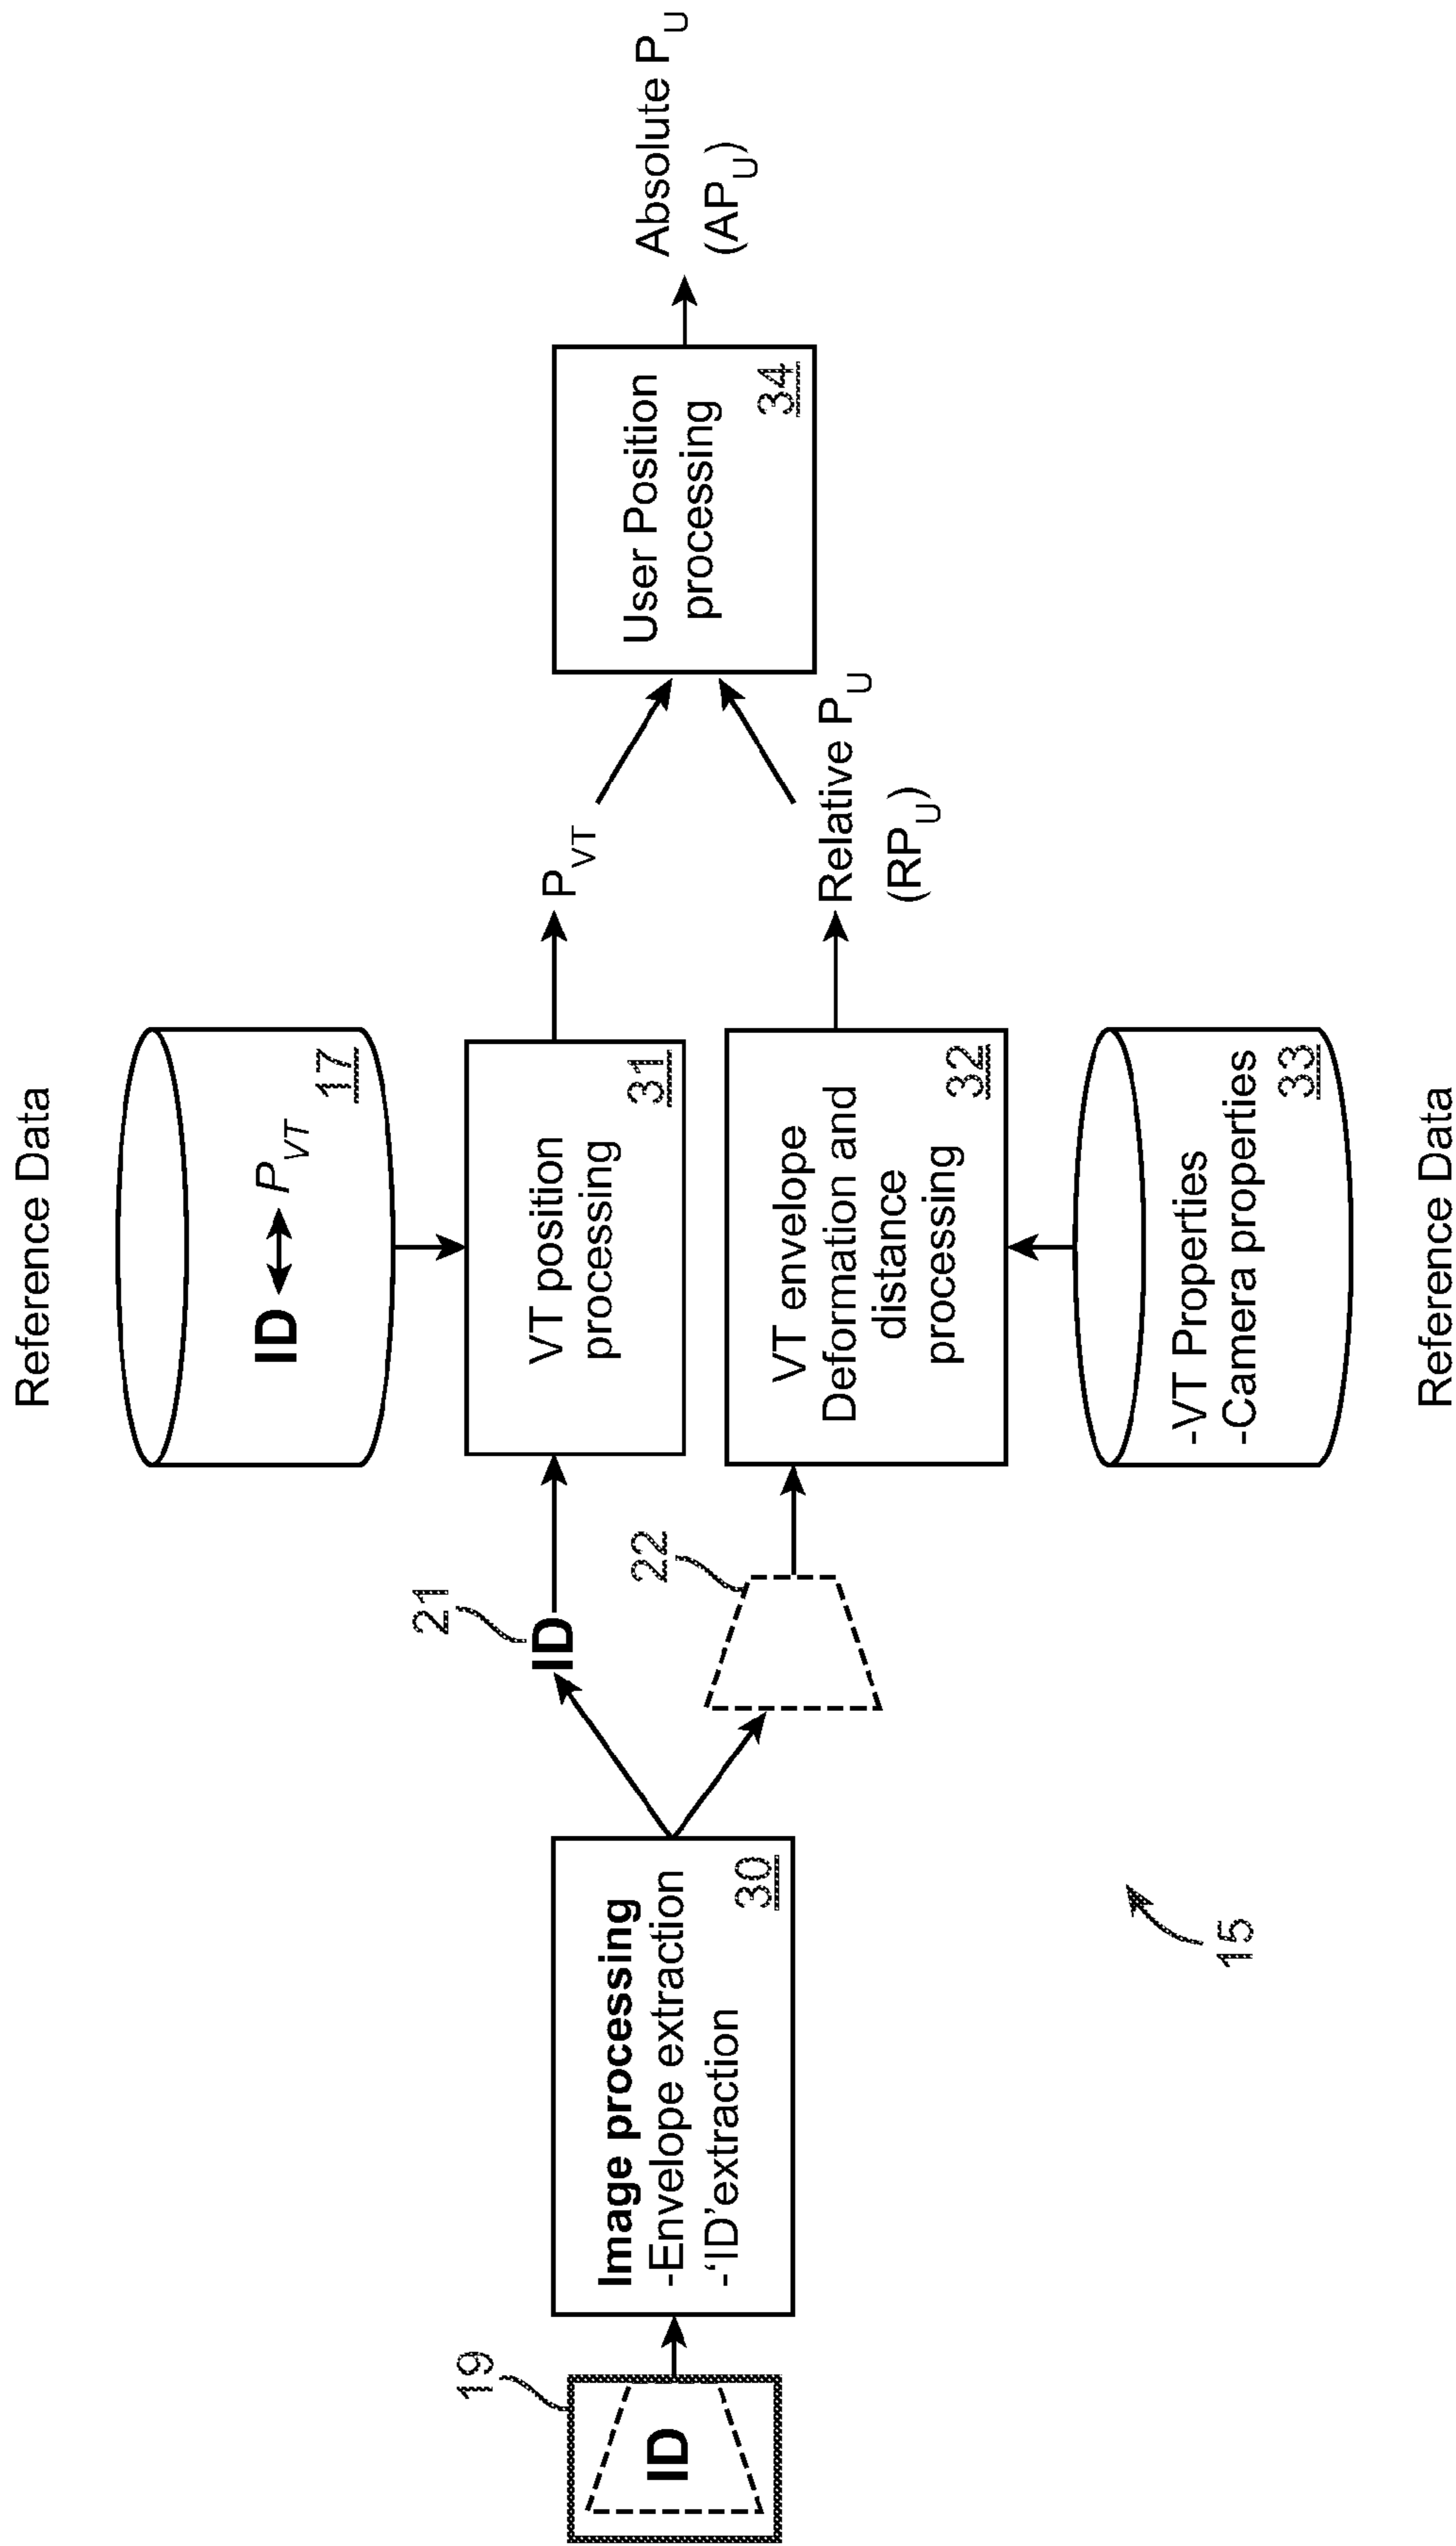 Reference Data
ID ↔ P_VT
17
19
ID
Image processing
-Envelope extraction
-‘ID’extraction
30
21
ID
22
VT position
processing
31
VT envelope
Deformation and
distance
processing
32
-VT Properties
-Camera properties
33
Reference Data
P_VT
Relative P_U
(RP_U)
User Position
processing
34
Absolute P_U
(AP_U)
15